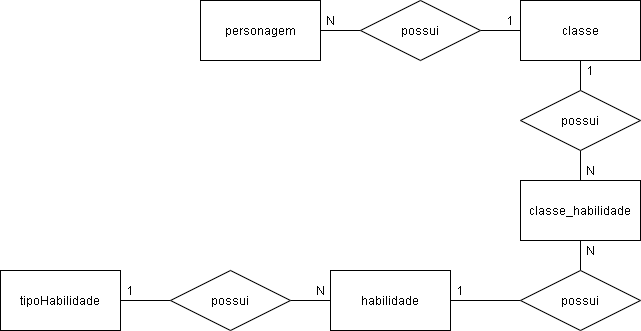 personagem
N
possui
1
classe
1
possui
N
classe_habilidade
N
tipoHabilidade
1
possui
N
habilidade
1
possui